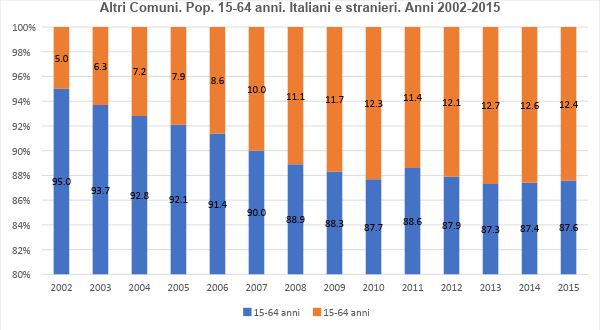 Altri Comuni. Pop. 15-64 anni. Italiani e stranieri. Anni 2002-2015
100%
98%
96%
94%
92%
90%
88%
86%
84%
82%
80%
5.0 6.3 7.2 7.9 8.6 10.0 11.1 11.7 12.3 11.4 12.1 12.7 12.6 12.4
95.0 93.7 92.8 92.1 91.4 90.0 88.9 88.3 87.7 88.6 87.9 87.3 87.4 87.6
2002 2003 2004 2005 2006 2007 2008 2009 2010 2011 2012 2013 2014 2015
15-64 anni 15-64 anni